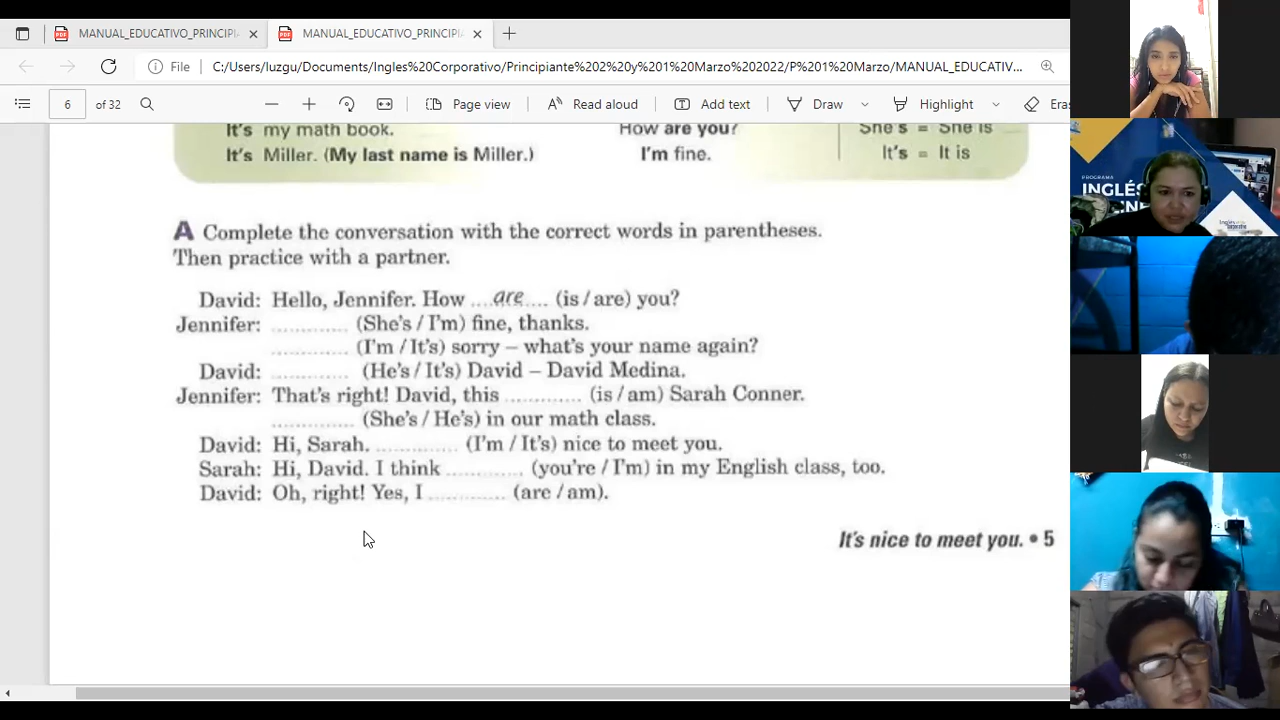 MANUAL_EDUCATIVO_PRINCIPI
MANUAL_EDUCATIVO_PRINCIPI
File
C:/Users/luzgu/Documents/Ingles%20Corporativo/Principiante%202%20y%201%20Marzo%202022/P%201%20Marzo/MANUAL_EDUCATIV...
6 of 32
Page view
Read aloud
Add text
Draw
Highlight
Eras
It's my math book.
How are you?
She's = She is
It's Miller. (My last name is Miller.)
I'm fine.
It's = It is
A Complete the conversation with the correct words in parentheses.
Then practice with a partner.
David: Hello, Jennifer. How ....are.... (is / are) you?
Jennifer: ............ (She's / I'm) fine, thanks.
............ (I'm / It's) sorry – what's your name again?
David: ............ (He's / It's) David – David Medina.
Jennifer: That's right! David, this ............ (is / am) Sarah Conner.
............ (She's / He's) in our math class.
David: Hi, Sarah. ............ (I'm / It's) nice to meet you.
Sarah: Hi, David. I think ............ (you're / I'm) in my English class, too.
David: Oh, right! Yes, I ............ (are / am).
It's nice to meet you. • 5
PROGRAMA
INGLÉS